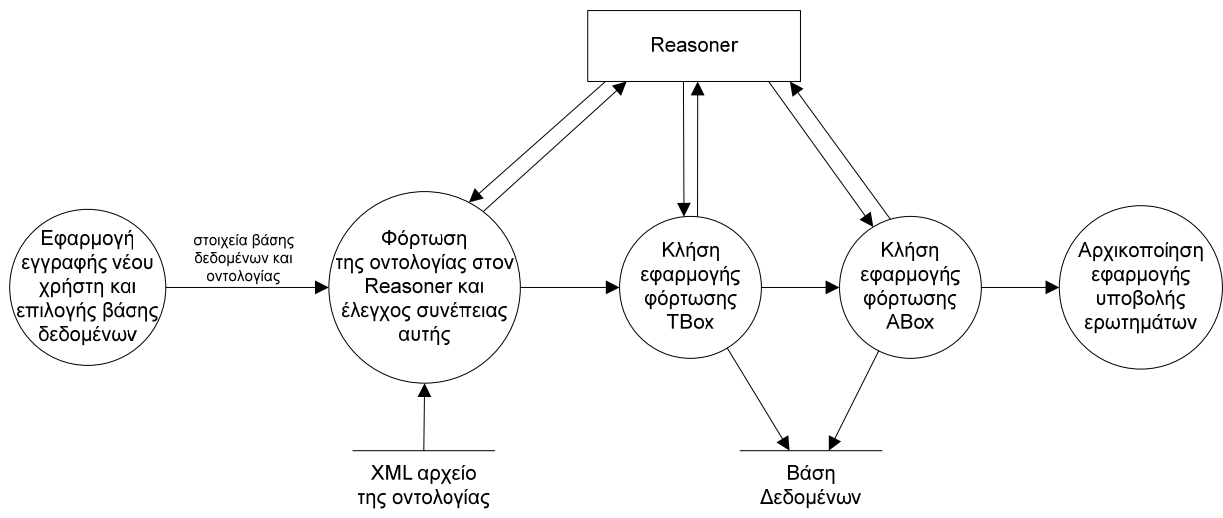 Reasoner
Εφαρμογή
εγγραφής νέου
χρήστη και
επιλογής βάσης
δεδομένων
στοιχεία βάσης
δεδομένων και
οντολογίας
Φόρτωση
της οντολογίας στον
Reasoner και
έλεγχος συνέπειας
αυτής
Κλήση
εφαρμογής
φόρτωσης
TBox
Κλήση
εφαρμογής
φόρτωσης
ABox
Αρχικοποίηση
εφαρμογής
υποβολής
ερωτημάτων
XML αρχείο
της οντολογίας
Βάση
Δεδομένων